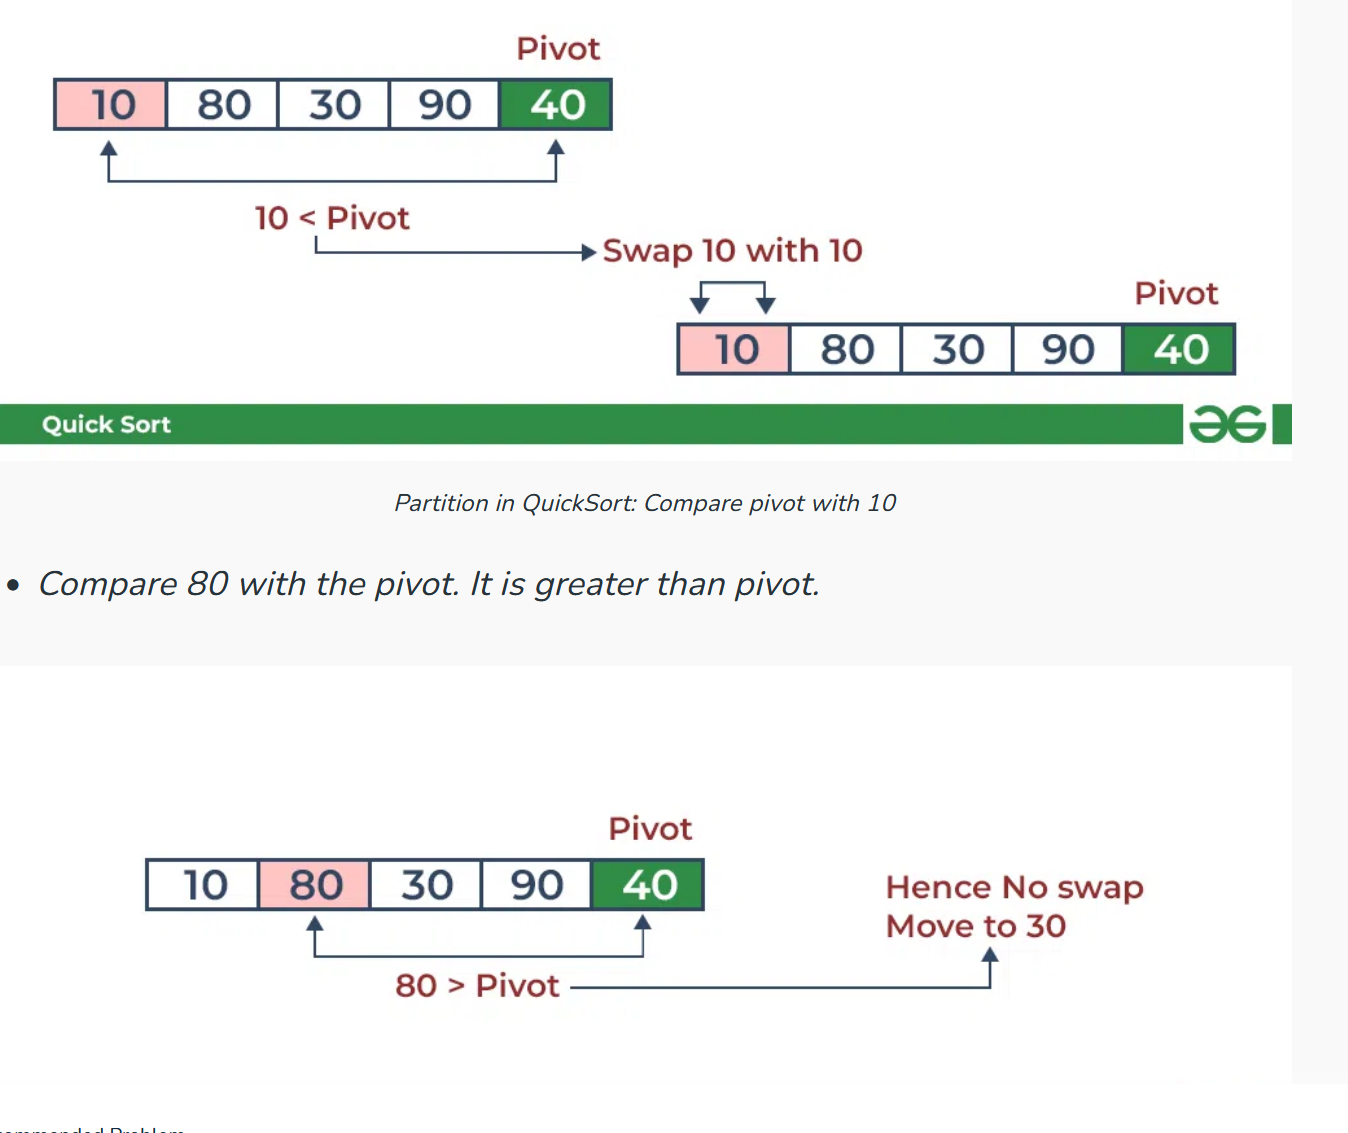 Pivot
10 80 30 90 40
10 < Pivot
Swap 10 with 10
Pivot
10 80 30 90 40
Quick Sort
Partition in QuickSort: Compare pivot with 10
• Compare 80 with the pivot. It is greater than pivot.
Pivot
10 80 30 90 40
Hence No swap
Move to 30
80 > Pivot